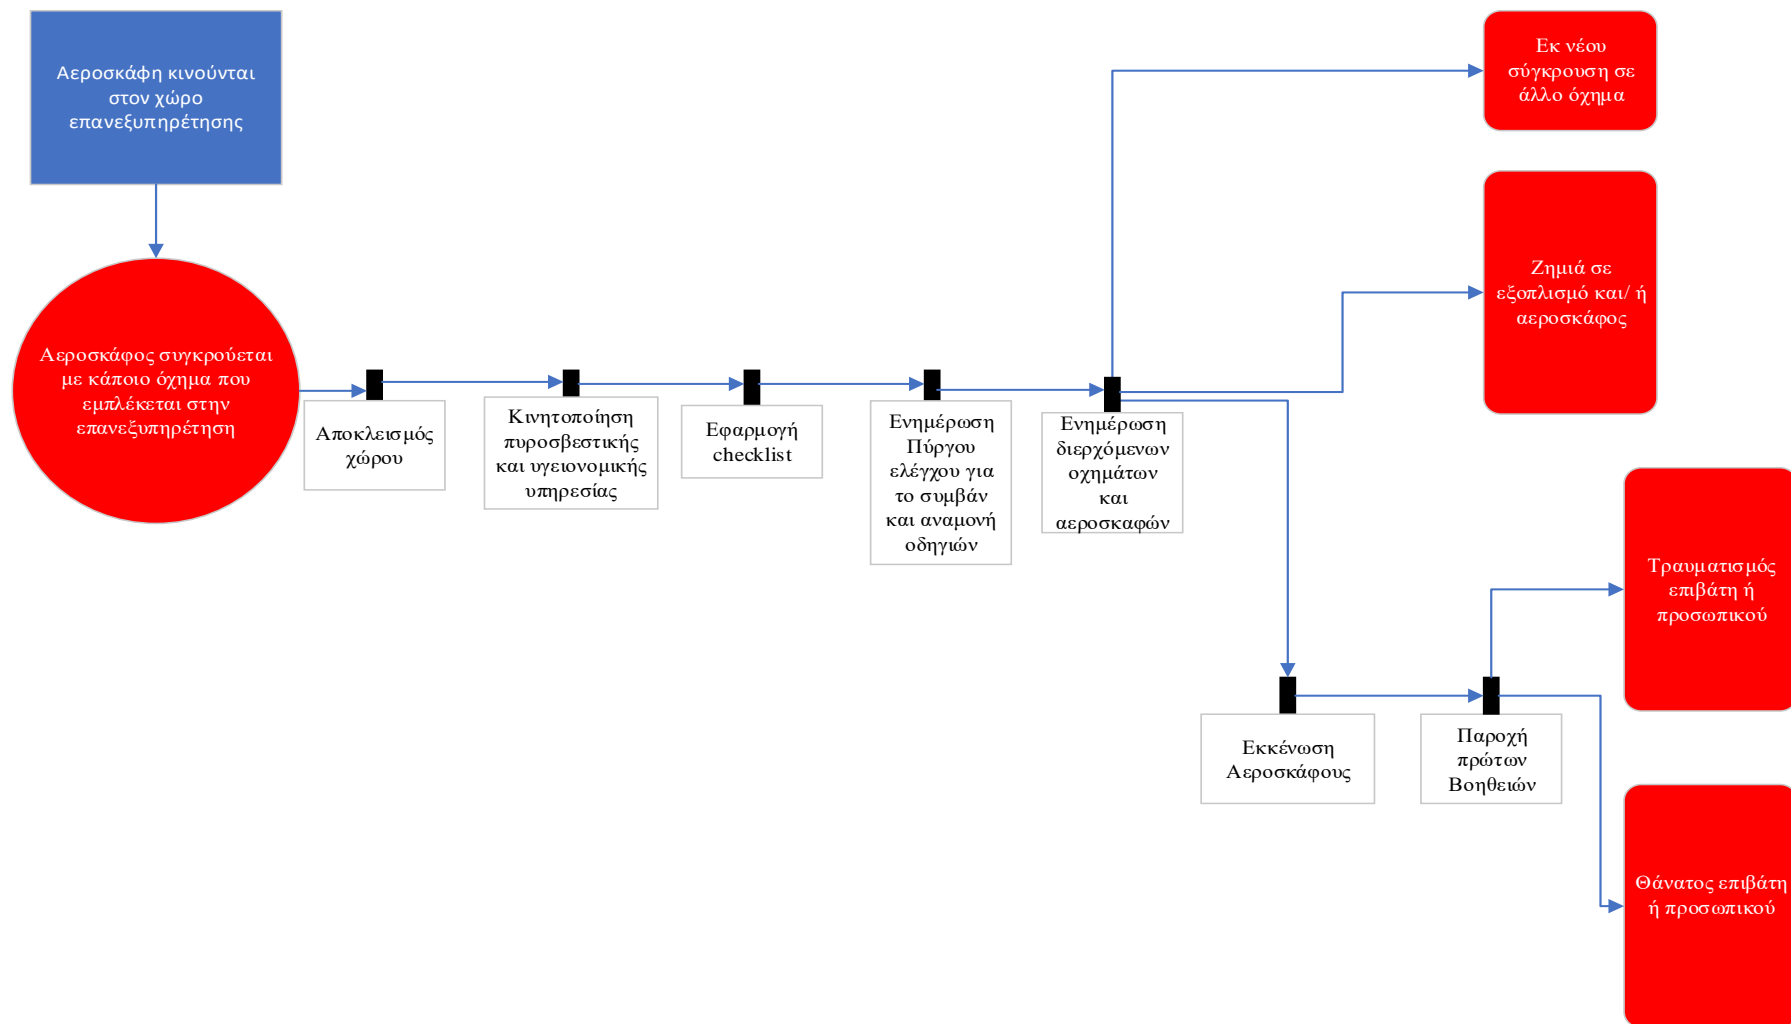 Αεροσκάφη κινούνται
στον χώρο
επανεξυπηρέτησης
Εκ νέου
σύγκρουση σε
άλλο όχημα
Ζημιά σε
εξοπλισμό και/ ή
αεροσκάφος
Αεροσκάφος συγκρούεται
με κάποιο όχημα που
εμπλέκεται στην
επανεξυπηρέτηση
Αποκλεισμός
χώρου
Κινητοποίηση
πυροσβεστικής
και υγειονομικής
υπηρεσίας
Εφαρμογή
checklist
Ενημέρωση
Πύργου
ελέγχου για
το συμβάν
και αναμονή
οδηγιών
Ενημέρωση
διερχόμενων
οχημάτων
και
αεροσκαφών
Τραυματισμός
επιβάτη ή
προσωπικού
Εκκένωση
Αεροσκάφους
Παροχή
πρώτων
Βοηθειών
Θάνατος επιβάτη
ή προσωπικού